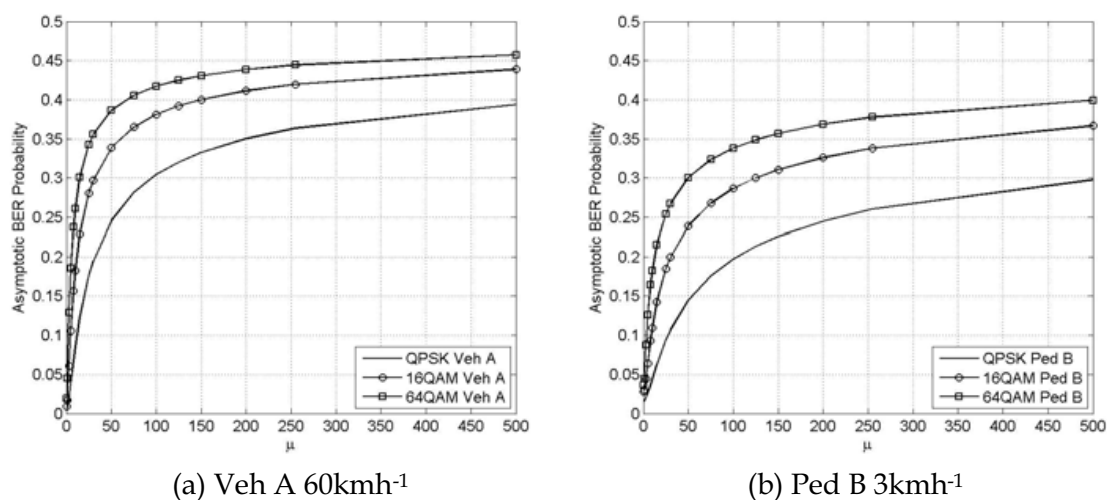 0.5
0.45
0.4
0.35
0.3
0.25
0.2
0.15
0.1
0.05
0
Asymptotic BER Probability
QPSK Veh A
16QAM Veh A
64QAM Veh A
0 50 100 150 200 250 300 350 400 450 500
μ
(a) Veh A 60kmh-1
0.5
0.45
0.4
0.35
0.3
0.25
0.2
0.15
0.1
0.05
0
Asymptotic BER Probability
QPSK Ped B
16QAM Ped B
64QAM Ped B
0 50 100 150 200 250 300 350 400 450 500
μ
(b) Ped B 3kmh-1